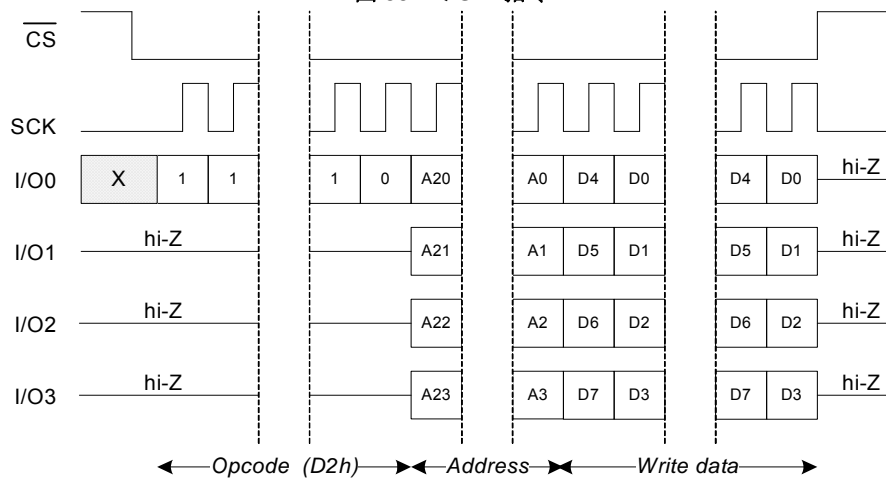 CS
SCK
I/O0 X 1 1 1 0 A20 A0 D4 D0 D4 D0 hi-Z
I/O1 hi-Z A21 A1 D5 D1 D5 D1 hi-Z
I/O2 hi-Z A22 A2 D6 D2 D6 D2 hi-Z
I/O3 hi-Z A23 A3 D7 D3 D7 D3 hi-Z
Opcode (D2h) Address Write data